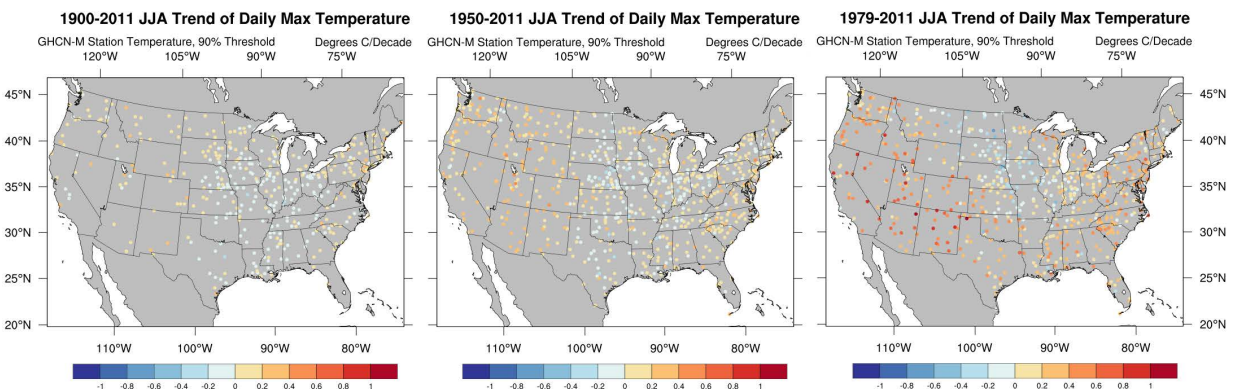 1900-2011 JJA Trend of Daily Max Temperature
GHCN-M Station Temperature, 90% Threshold Degrees C/Decade
120°W 105°W 90°W 75°W
45°N
40°N
35°N
30°N
25°N
20°N
110°W 100°W 90°W 80°W
-1 -0.8 -0.6 -0.4 -0.2 0 0.2 0.4 0.6 0.8 1
1950-2011 JJA Trend of Daily Max Temperature
GHCN-M Station Temperature, 90% Threshold Degrees C/Decade
120°W 105°W 90°W 75°W
110°W 100°W 90°W 80°W
-1 -0.8 -0.6 -0.4 -0.2 0 0.2 0.4 0.6 0.8 1
1979-2011 JJA Trend of Daily Max Temperature
GHCN-M Station Temperature, 90% Threshold Degrees C/Decade
120°W 105°W 90°W 75°W
45°N
40°N
35°N
30°N
25°N
20°N
110°W 100°W 90°W 80°W
-1 -0.8 -0.6 -0.4 -0.2 0 0.2 0.4 0.6 0.8 1